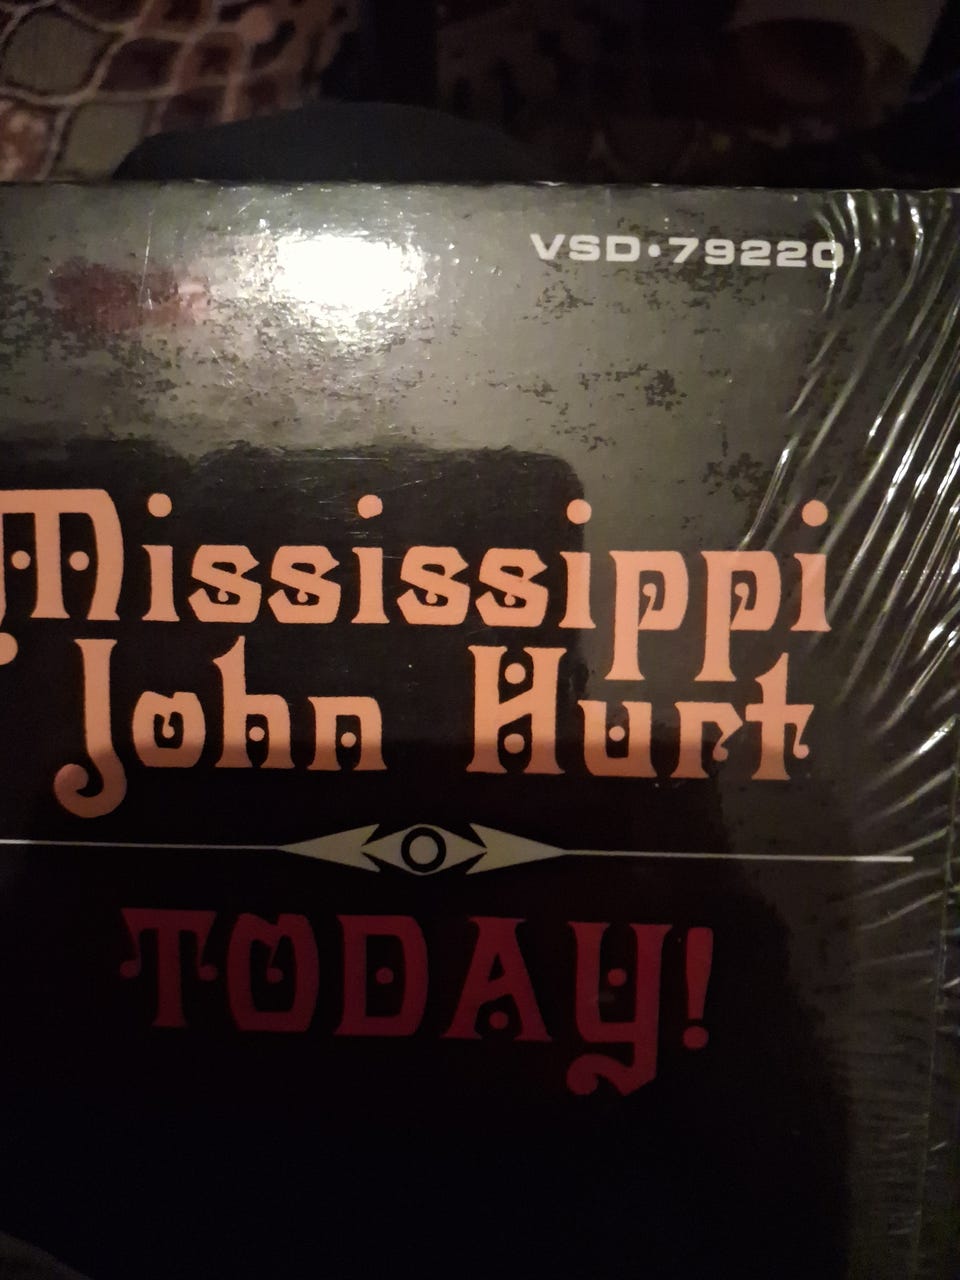 VSD•79220
Mississippi
John Hurt
TODAY!